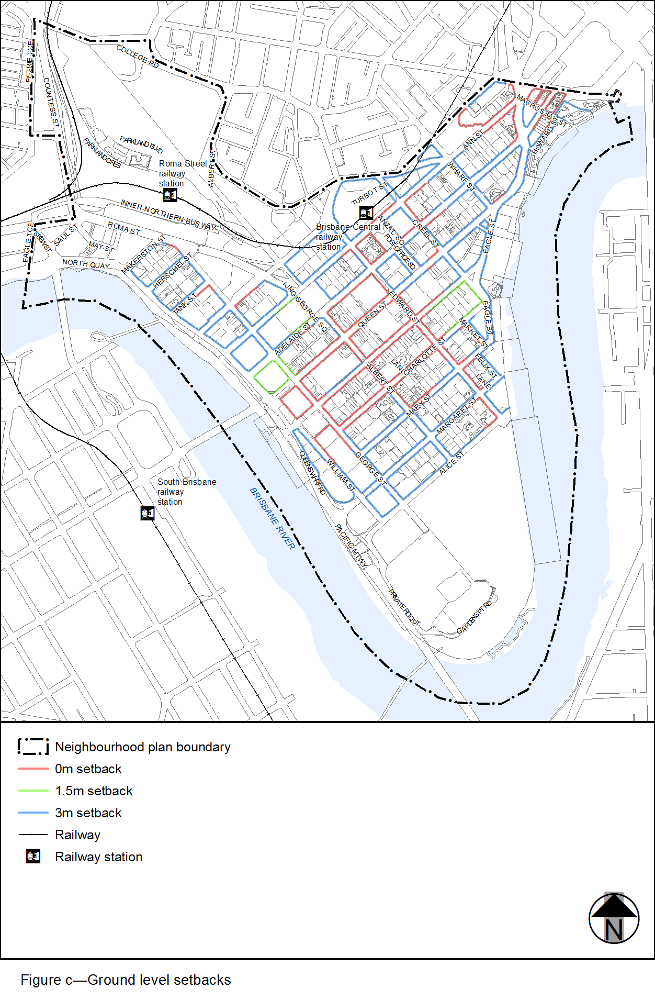 COLLEGE RD
PETRIE TCE
COUNTESS ST
PARKLAND BLVD
PARKLAND CRES
ALBERT ST
Roma Street
railway
station
INNER NORTHERN BUSWAY
ROMA ST
SAUL ST
SKEW ST
EAGLE TCE
MAY ST
NORTH QUAY
MAKERSTON ST
HERSCHEL ST
TANK ST
MACROSSAN ST
HOWARD ST
ANN ST
WHARF ST
TURBOT ST
Brisbane Central
railway
station
ANZAC SQ
POST OFFICE SQ
CREEK ST
EAGLE ST
KING GEORGE SQ
ADELAIDE ST
QUEEN ST
EDWARD ST
EAGLE ST
MARKET ST
CHARLOTTE ST
FELIX ST
LANE
ALBERT ST
MARY ST
MARGARET ST
GEORGE ST
ALICE ST
WILLIAM ST
QUEENS WHRF RD
South Brisbane
railway
station
BRISBANE RIVER
PACIFIC MTWY
PRIVATE RD QUT
GARDENS PT RD
Neighbourhood plan boundary
0m setback
1.5m setback
3m setback
Railway
Railway station
N
Figure c—Ground level setbacks